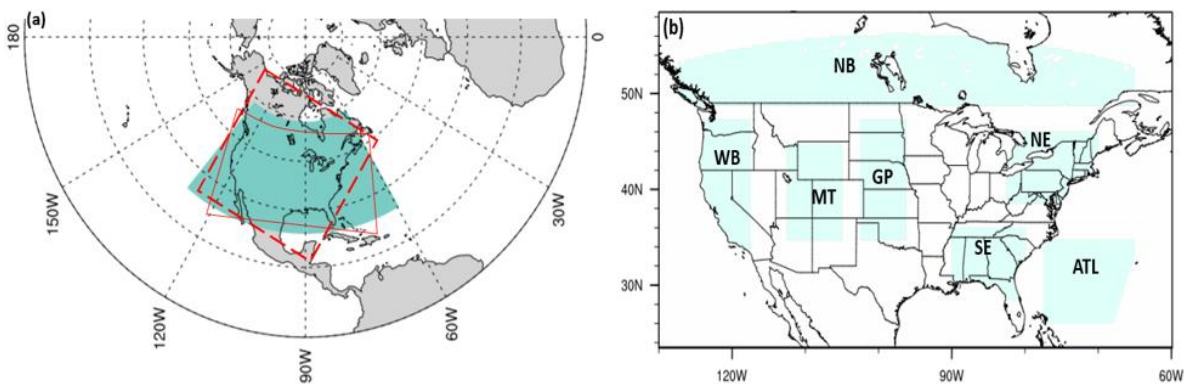 (a)
180
0
150W
30W
120W
60W
90W
(b)
NB
50N
WB
NE
GP
MT
40N
SE
ATL
30N
120W
90W
60W